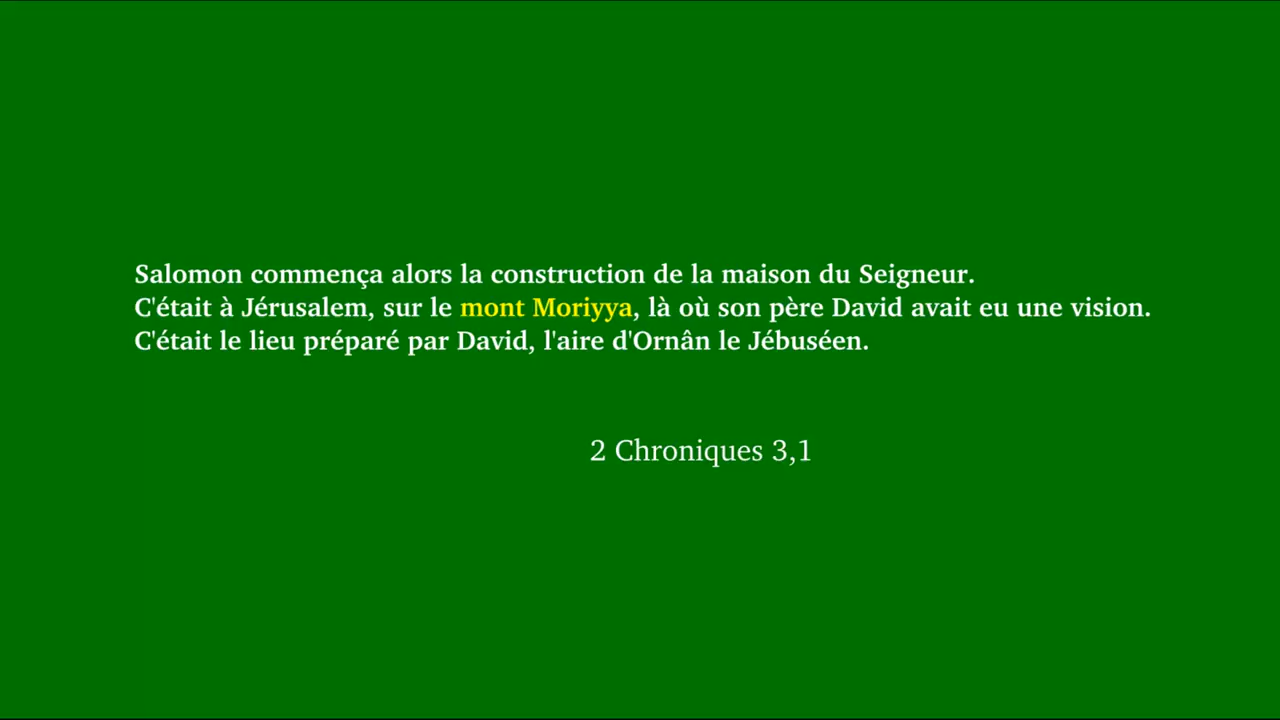 Salomon commença alors la construction de la maison du Seigneur.
C'était à Jérusalem, sur le mont Moriyya, là où son père David avait eu une vision.
C'était le lieu préparé par David, l'aire d'Ornân le Jébuséen.
2 Chroniques 3,1